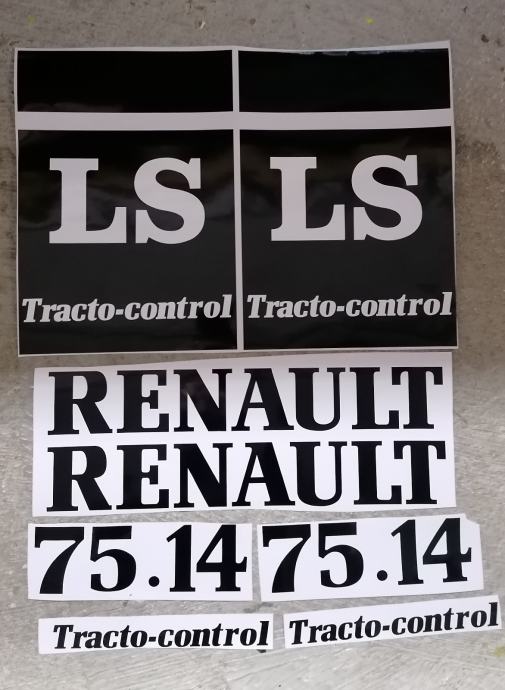 LS LS
Tracto-control Tracto-control
RENAULT
RENAULT
75.14 75.14
Tracto-control Tracto-control